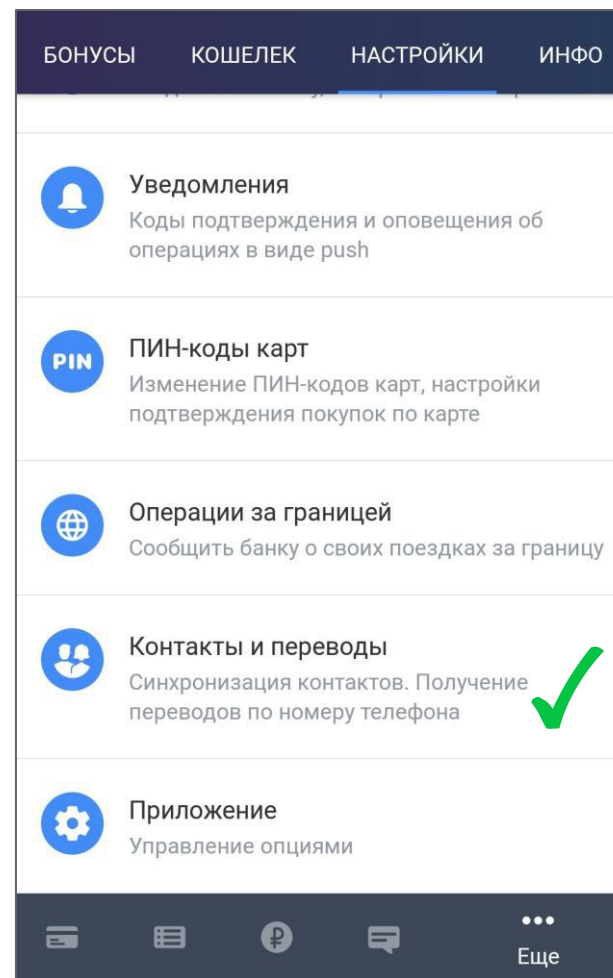 БОНУСЫ КОШЕЛЕК НАСТРОЙКИ ИНФО
Уведомления
Коды подтверждения и оповещения об
операциях в виде push
PIN
ПИН-коды карт
Изменение ПИН-кодов карт, настройки
подтверждения покупок по карте
Операции за границей
Сообщить банку о своих поездках за границу
Контакты и переводы
Синхронизация контактов. Получение
переводов по номеру телефона
Приложение
Управление опциями
Еще